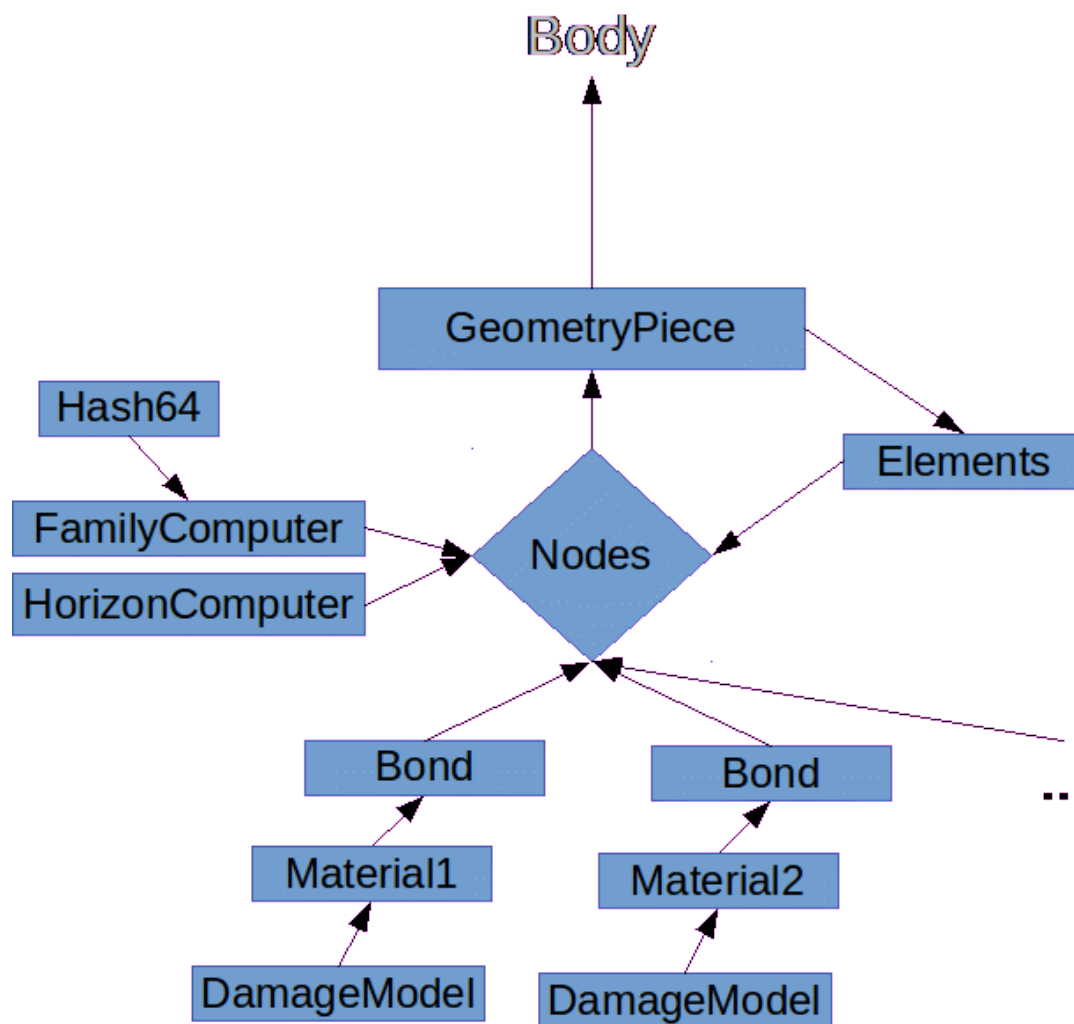 Body
GeometryPiece
Hash64
Elements
FamilyComputer
Nodes
HorizonComputer
Bond
Bond
..
Material1
Material2
DamageModel
DamageModel